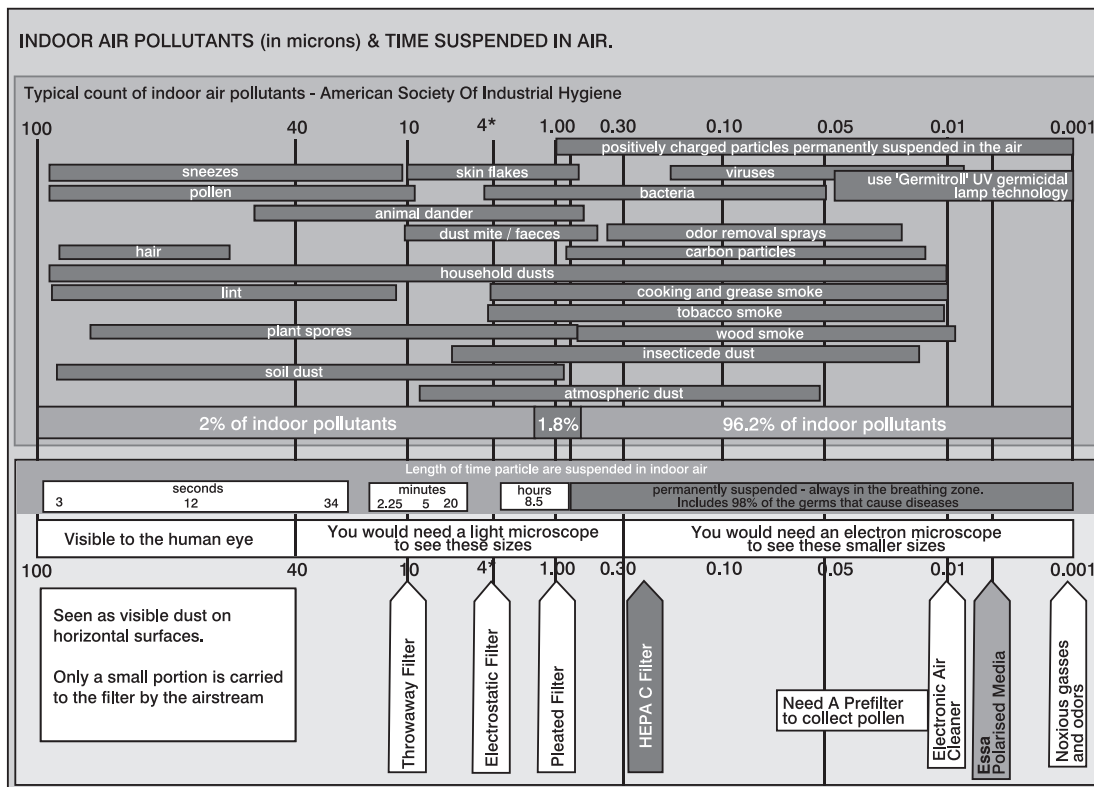 INDOOR AIR POLLUTANTS (in microns) & TIME SUSPENDED IN AIR.
Typical count of indoor air pollutants - American Society Of Industrial Hygiene
100 40 10 4* 1.00 0.30 0.10 0.05 0.01 0.001
positively charged particles permanently suspended in the air
sneezes skin flakes viruses
use 'Germitroll' UV germicidal
lamp technology
pollen bacteria
animal dander
dust mite / faeces odor removal sprays
hair carbon particles
household dusts
lint cooking and grease smoke
tobacco smoke
plant spores wood smoke
insecticede dust
soil dust
atmospheric dust
2% of indoor pollutants 1.8% 96.2% of indoor pollutants
Length of time particle are suspended in indoor air
seconds
3 12 34
minutes
2.25 5 20
hours
8.5
permanently suspended - always in the breathing zone.
Includes 98% of the germs that cause diseases
Visible to the human eye
You would need a light microscope
to see these sizes
You would need an electron microscope
to see these smaller sizes
100 40 10 4* 1.00 0.30 0.10 0.05 0.01 0.001
Seen as visible dust on
horizontal surfaces.
Only a small portion is carried
to the filter by the airstream
Throwaway Filter
Electrostatic Filter
Pleated Filter
HEPA C Filter
Need A Prefilter
to collect pollen
Electronic Air
Cleaner
Essa
Polarised Media
Noxious gasses
and odors